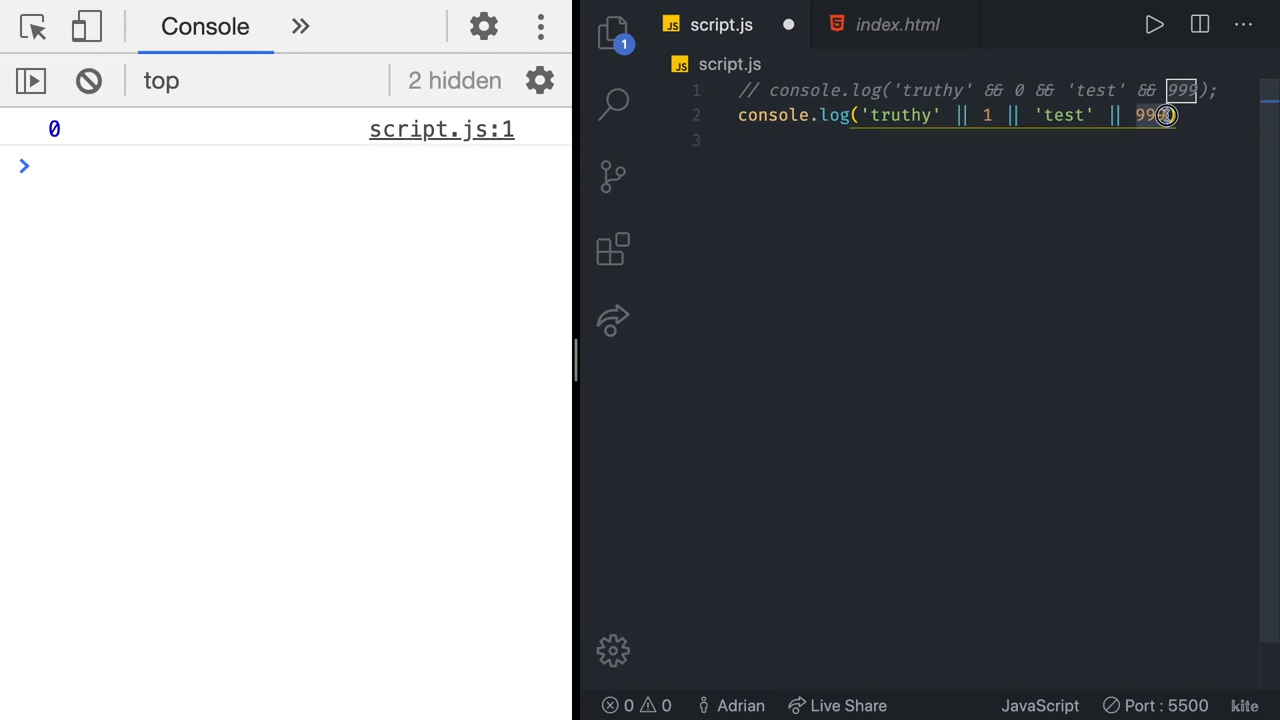 Console
top
2 hidden
0 script.js:1
JS script.js
index.html
1
JS script.js
1 // console.log('truthy' && 0 && 'test' && 999);
2 console.log('truthy' || 1 || 'test' || 999)
3
0 0 Adrian Live Share JavaScript Port : 5500 kite